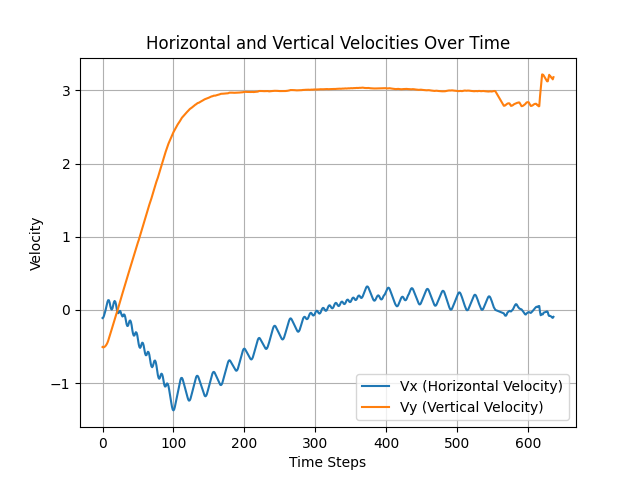 Horizontal and Vertical Velocities Over Time
3
2
1
0
−1
Velocity
Vx (Horizontal Velocity)
Vy (Vertical Velocity)
0 100 200 300 400 500 600
Time Steps